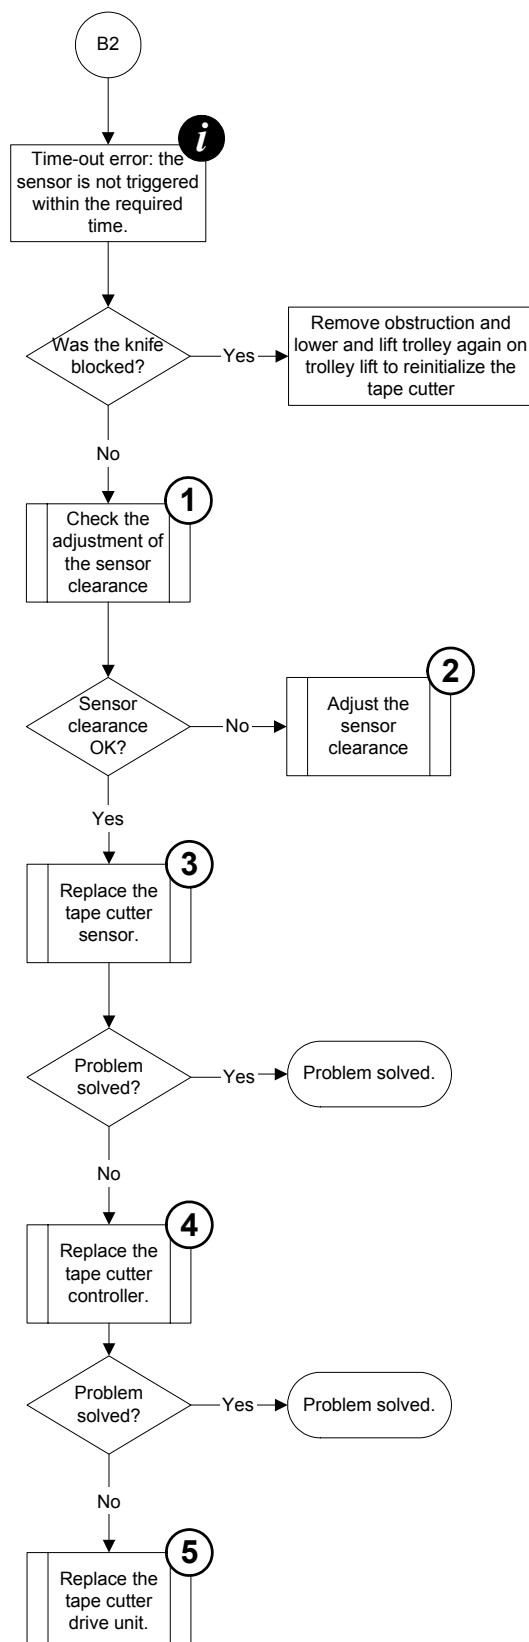 B2
i
Time-out error: the
sensor is not triggered
within the required
time.
Was the knife
blocked?
Yes
Remove obstruction and
lower and lift trolley again on
trolley lift to reinitialize the
tape cutter
No
1
Check the
adjustment of
the sensor
clearance
Sensor
clearance
OK?
No
2
Adjust the
sensor
clearance
Yes
3
Replace the
tape cutter
sensor.
Problem
solved?
Yes
Problem solved.
No
4
Replace the
tape cutter
controller.
Problem
solved?
Yes
Problem solved.
No
5
Replace the
tape cutter
drive unit.